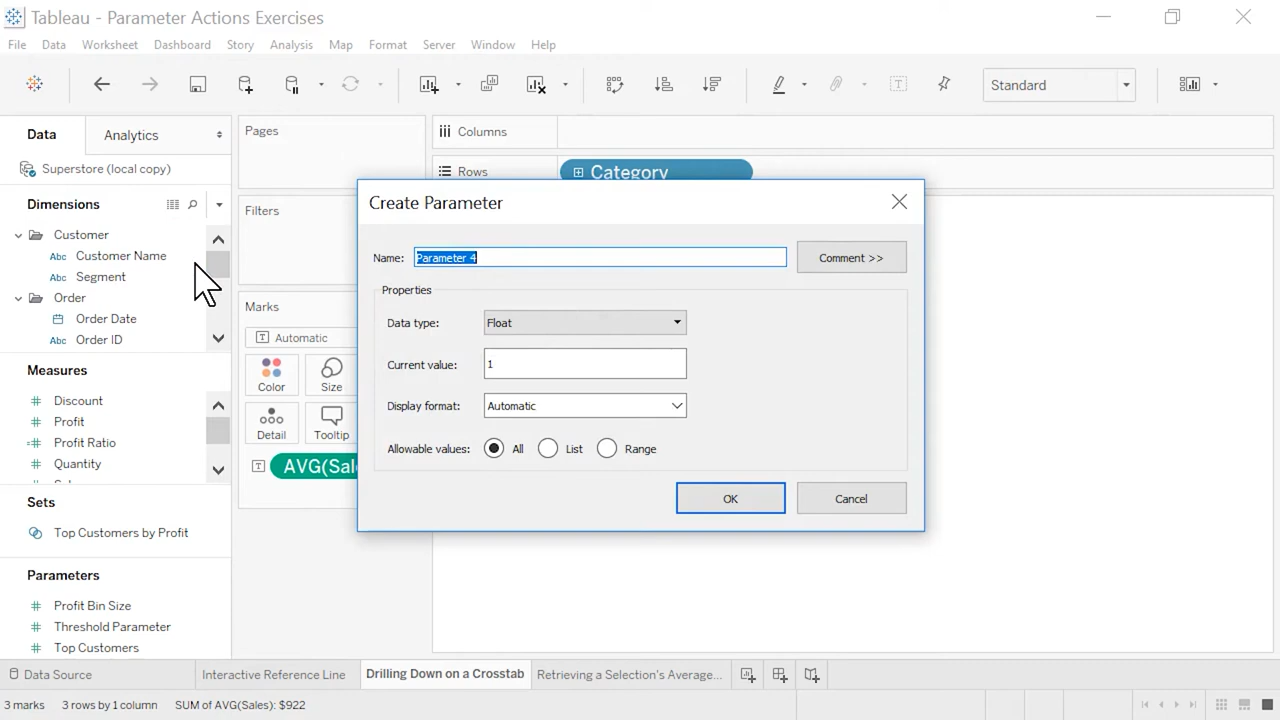 Tableau - Parameter Actions Exercises
File Data Worksheet Dashboard Story Analysis Map Format Server Window Help
Standard
Data Analytics
Superstore (local copy)
Dimensions
Customer
Abc Customer Name
Abc Segment
Order
Order Date
Abc Order ID
Measures
Discount
Profit
Profit Ratio
Quantity
Sets
Top Customers by Profit
Parameters
Profit Bin Size
Threshold Parameter
Top Customers
Pages
Filters
Marks
Automatic
Color Size
Detail Tooltip
AVG(Sal
Columns
Rows Category
Create Parameter
Name: Parameter 4 Comment >>
Properties
Data type: Float
Current value: 1
Display format: Automatic
Allowable values: All List Range
OK Cancel
Data Source Interactive Reference Line Drilling Down on a Crosstab Retrieving a Selection's Average...
3 marks 3 rows by 1 column SUM of AVG(Sales): $922